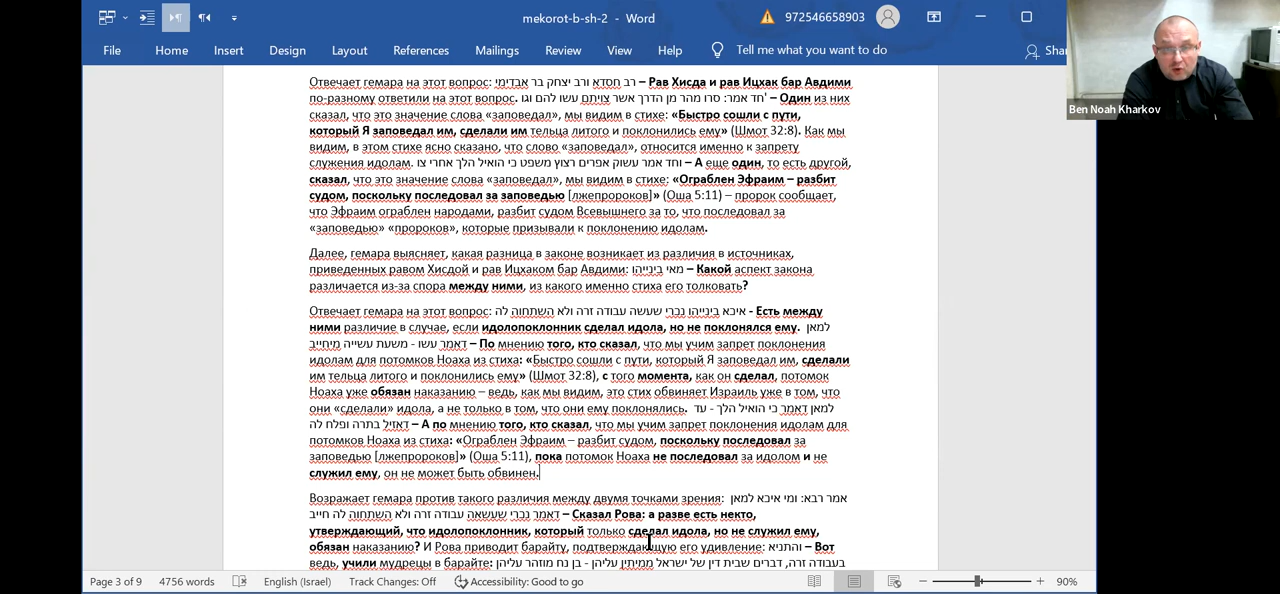 mekorot-b-sh-2 - Word
972546658903
File Home Insert Design Layout References Mailings Review View Help Tell me what you want to do Shar
Ben Noah Kharkov
Отвечает гемара на этот вопрос: רב חסדא ורב יצחק בר אבדימי – Рав Хисда и рав Ицхак бар Авдими
по-разному ответили на этот вопрос. חד אמר: סרו מהר מן הדרך אשר צויתם עשו להם וגו' – Один из них
сказал, что это значение слова «заповедал», мы видим в стихе: «Быстро сошли с пути,
который Я заповедал им, сделали им тельца литого и поклонились ему» (Шмот 32:8). Как мы
видим, в этом стихе ясно сказано, что слово «заповедал», относится именно к запрету
служения идолам. וחד אמר עשוק אפרים רצוץ משפט כי הואיל הלך אחרי צו – А еще один, то есть другой,
сказал, что это значение слова «заповедал», мы видим в стихе: «Ограблен Эфраим – разбит
судом, поскольку последовал за заповедью [лжепророков]» (Оша 5:11) – пророк сообщает,
что Эфраим ограблен народами, разбит судом Всевышнего за то, что последовал за
«заповедью» «пророков», которые призывали к поклонению идолам.
Далее, гемара выясняет, какая разница в законе возникает из различия в источниках,
приведенных равом Хисдой и рав Ицхаком бар Авдими: מאי בינייהו – Какой аспект закона
различается из-за спора между ними, из какого именно стиха его толковать?
Отвечает гемара на этот вопрос: איכא בינייהו נכרי שעשה עבודה זרה ולא השתחוה לה - Есть между
ними различие в случае, если идолопоклонник сделал идола, но не поклонялся ему. למאן
דאמר עשו - משעת עשייה מיחייב – По мнению того, кто сказал, что мы учим запрет поклонения
идолам для потомков Ноаха из стиха: «Быстро сошли с пути, который Я заповедал им, сделали
им тельца литого и поклонились ему» (Шмот 32:8), с того момента, как он сделал, потомок
Ноаха уже обязан наказанию – ведь, как мы видим, это стих обвиняет Израиль уже в том, что
они «сделали» идола, а не только в том, что они ему поклонялись. למאן דאמר כי הואיל הלך - עד
דאזיל בתרה ופלח לה – А по мнению того, кто сказал, что мы учим запрет поклонения идолам для
потомков Ноаха из стиха: «Ограблен Эфраим – разбит судом, поскольку последовал за
заповедью [лжепророков]» (Оша 5:11), пока потомок Ноаха не последовал за идолом и не
служил ему, он не может быть обвинен.
Возражает гемара против такого различия между двумя точками зрения: אמר רבא: ומי איכא למאן
דאמר נכרי שעשאה עבודה זרה ולא השתחוה לה חייב – Сказал Рова: а разве есть некто,
утверждающий, что идолопоклонник, который только сделал идола, но не служил ему,
обязан наказанию? И Рова приводит барайту, подтверждающую его удивление: והתניא – Вот
ведь, учили мудрецы в барайте: בעבודה זרה, דברים שבית דין של ישראל ממיתין עליהן - בן נח מוזהר עליהן
Page 3 of 9 4756 words English (Israel) Track Changes: Off Accessibility: Good to go 90%